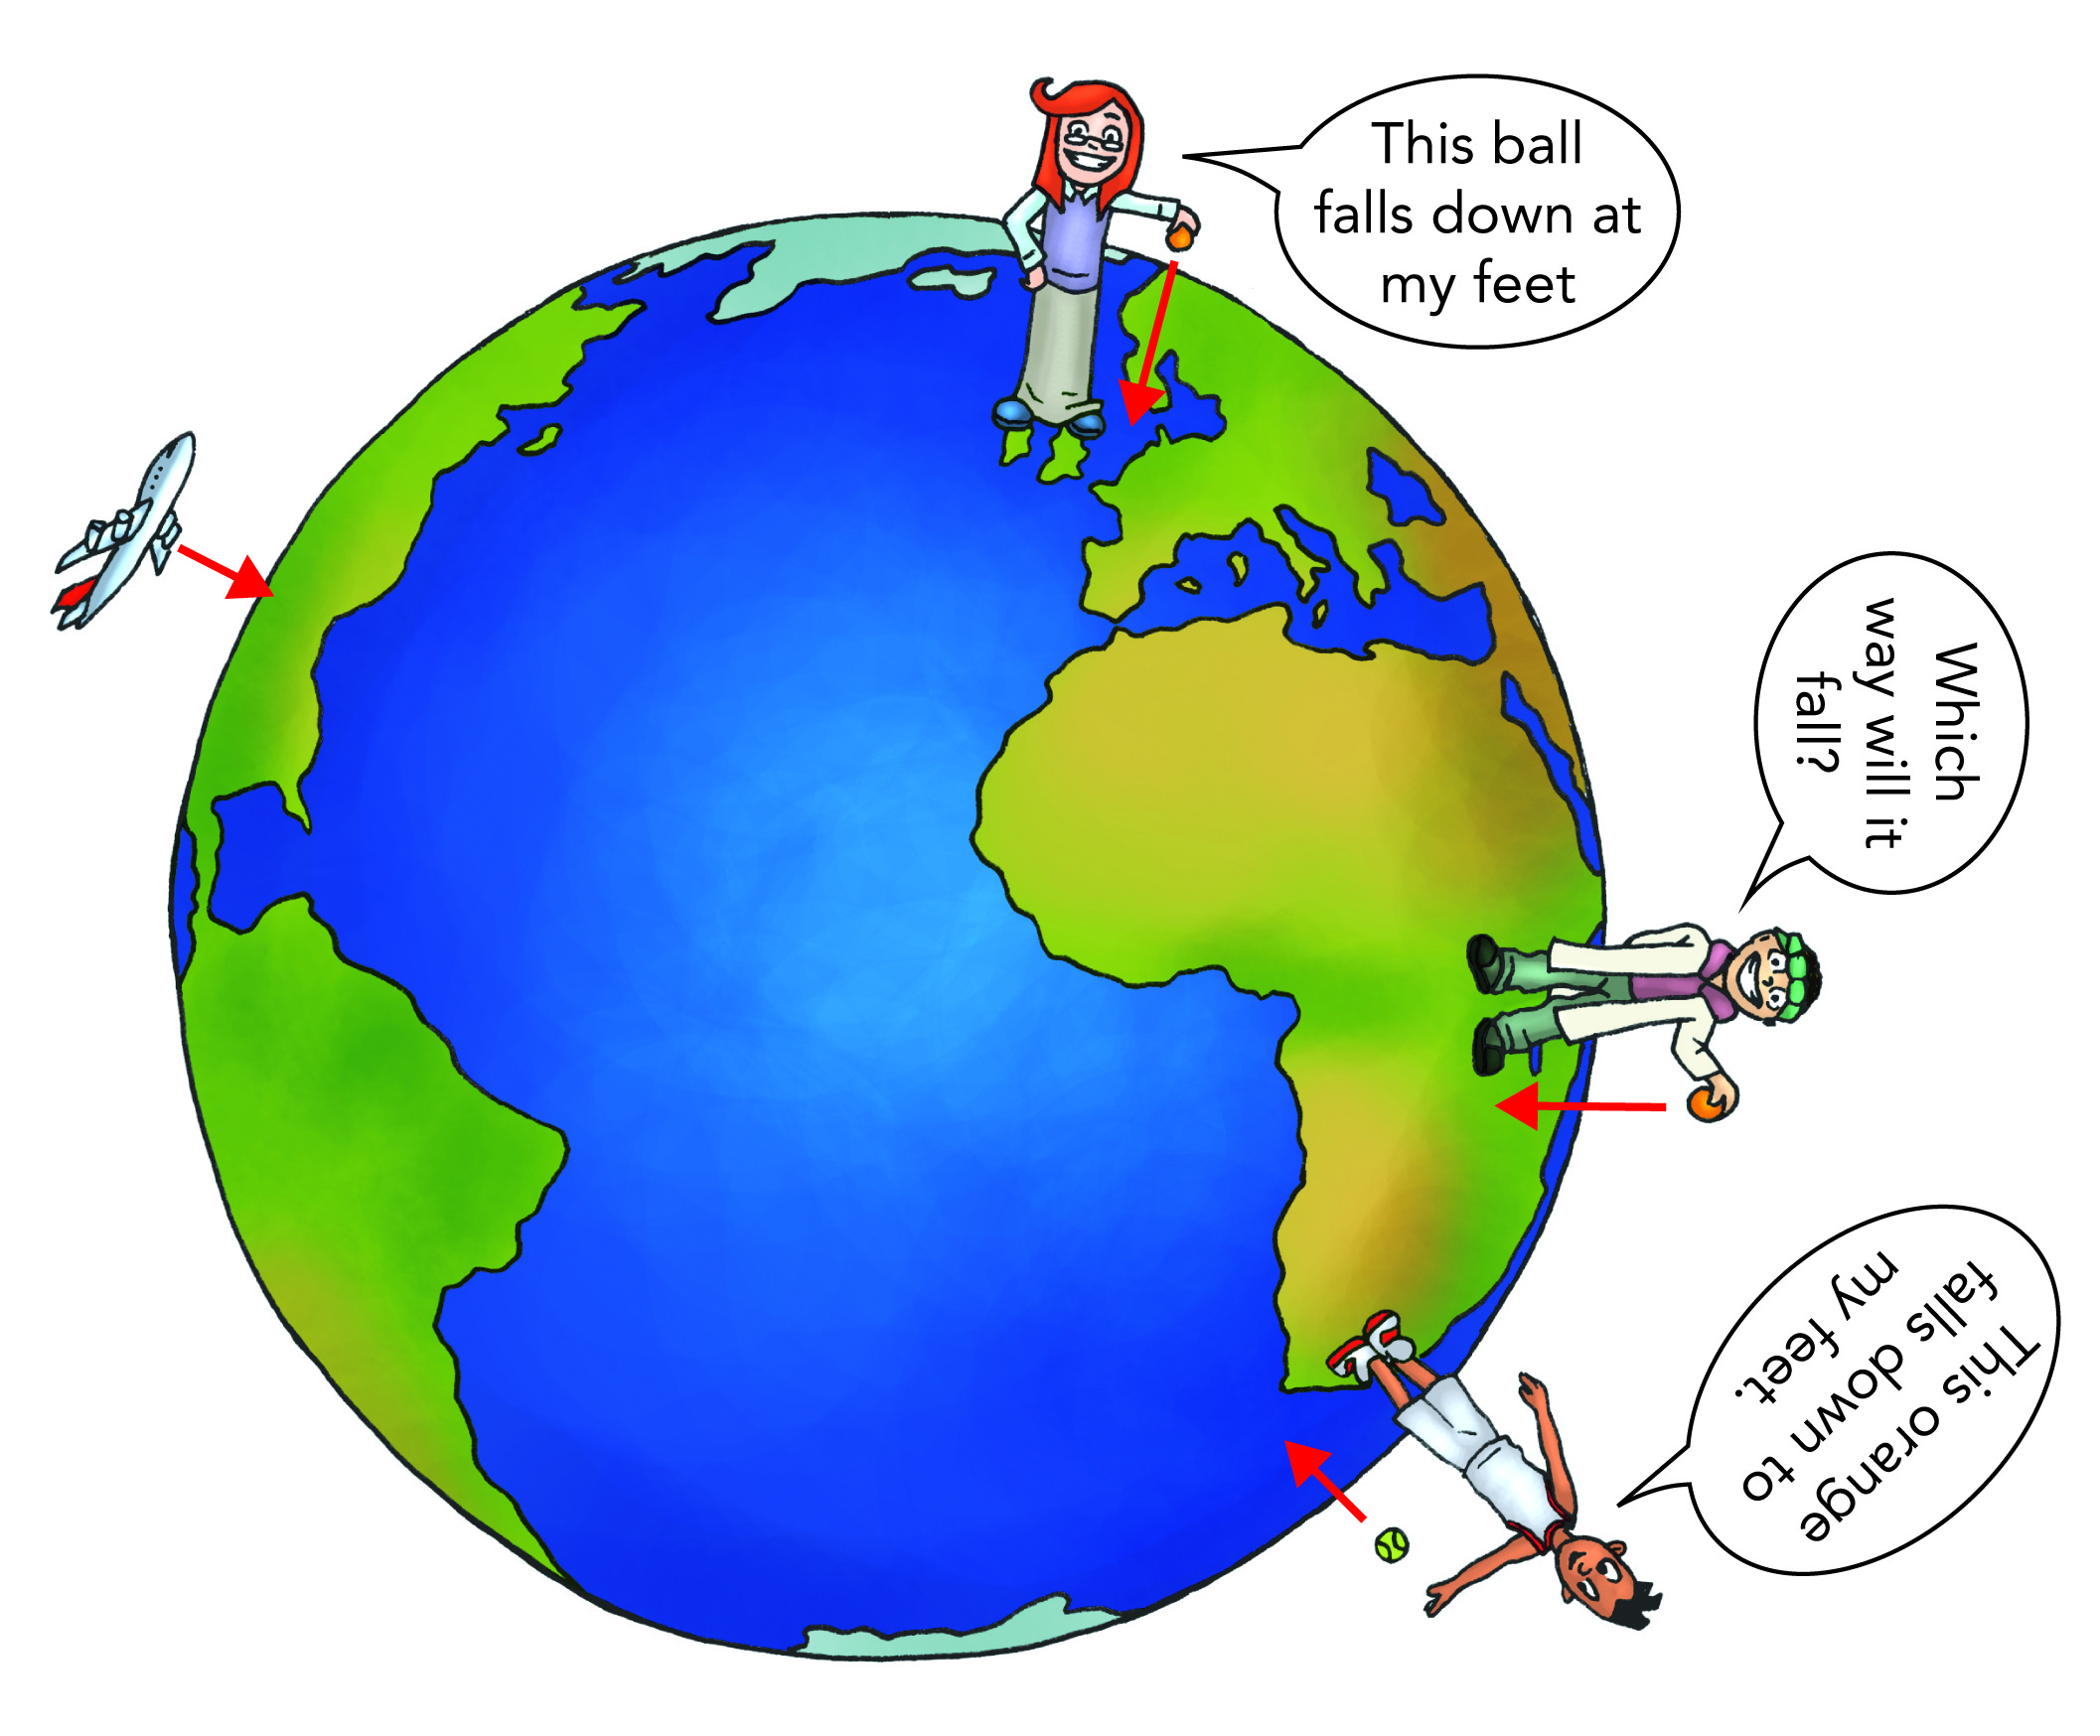 This ball
falls down at
my feet
Which
way will it
fall?
This orange
falls down to
my feet.